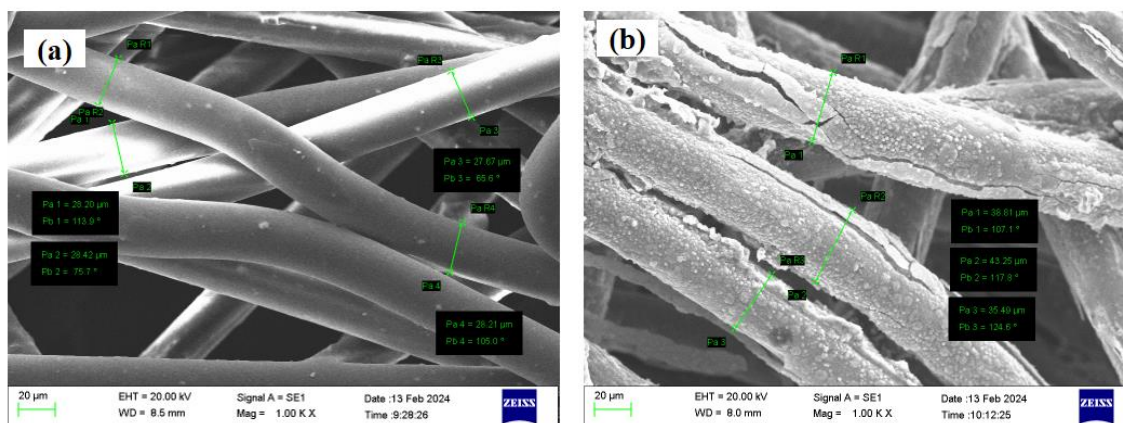 (a)
Pa R1
Pa R3
Pa R2
Pa 1
Pa 3
Pa 2
Pa 3 = 27.67 µm
Pb 3 = 65.6 °
Pa 1 = 28.20 µm
Pb 1 = 113.9 °
Pa R4
Pa 2 = 28.42 µm
Pb 2 = 75.7 °
Pa 4
Pa 4 = 28.21 µm
Pb 4 = 105.0 °
20 µm
EHT = 20.00 kV
WD = 8.5 mm
Signal A = SE1
Mag = 1.00 K X
Date :13 Feb 2024
Time :9:28:26
ZEISS
(b)
Pa R1
Pa 1
Pa R2
Pa R3
Pa 2
Pa 3
Pa 1 = 38.61 µm
Pb 1 = 107.1 °
Pa 2 = 43.25 µm
Pb 2 = 117.8 °
Pa 3 = 35.49 µm
Pb 3 = 124.6 °
20 µm
EHT = 20.00 kV
WD = 8.0 mm
Signal A = SE1
Mag = 1.00 K X
Date :13 Feb 2024
Time :10:12:25
ZEISS